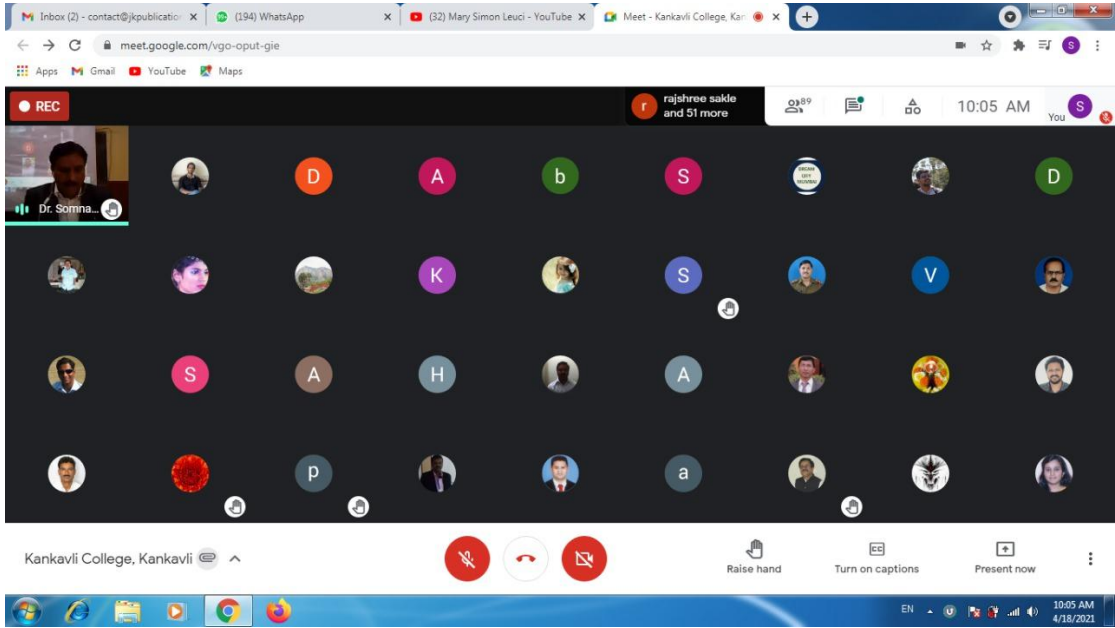 Inbox (2) - contact@jkpublication
(194) WhatsApp
(32) Mary Simon Leuci - YouTube
Meet - Kankavli College, Kan
meet.google.com/vgo-oput-gie
S
Apps
Gmail
YouTube
Maps
REC
r
rajshree sakle
and 51 more
89
10:05 AM
You
S
Dr. Somna...
D
A
b
S
D
K
S
V
S
A
H
A
p
a
Kankavli College, Kankavli
Raise hand
CC
Turn on captions
Present now
EN
10:05 AM
4/18/2021